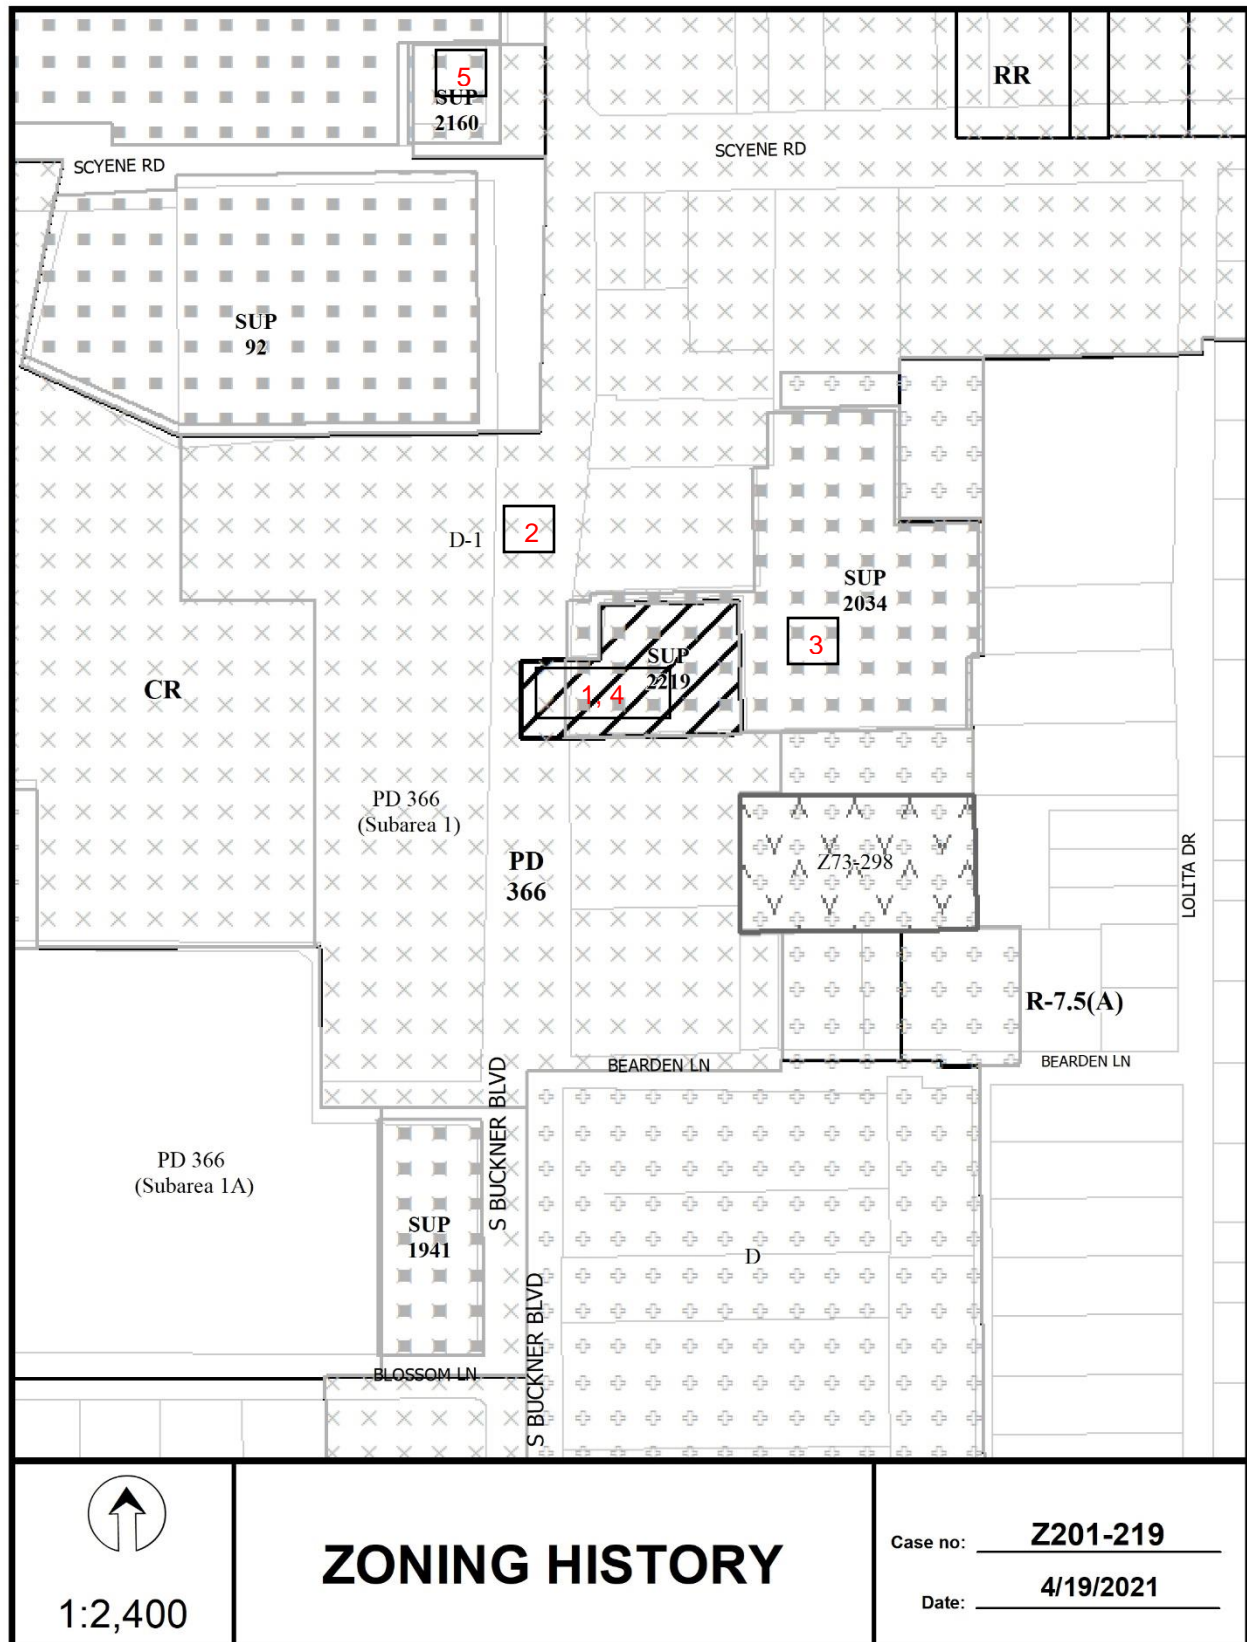 5
SUP
2160
RR
SCYENE RD
SCYENE RD
SUP
92
D-1
2
SUP
2034
3
SUP
2219
1, 4
CR
PD 366
(Subarea 1)
PD
366
Z73-298
LOLITA DR
R-7.5(A)
BEARDEN LN
BEARDEN LN
S BUCKNER BLVD
PD 366
(Subarea 1A)
SUP
1941
D
S BUCKNER BLVD
BLOSSOM LN
1:2,400
ZONING HISTORY
Case no: Z201-219
Date: 4/19/2021